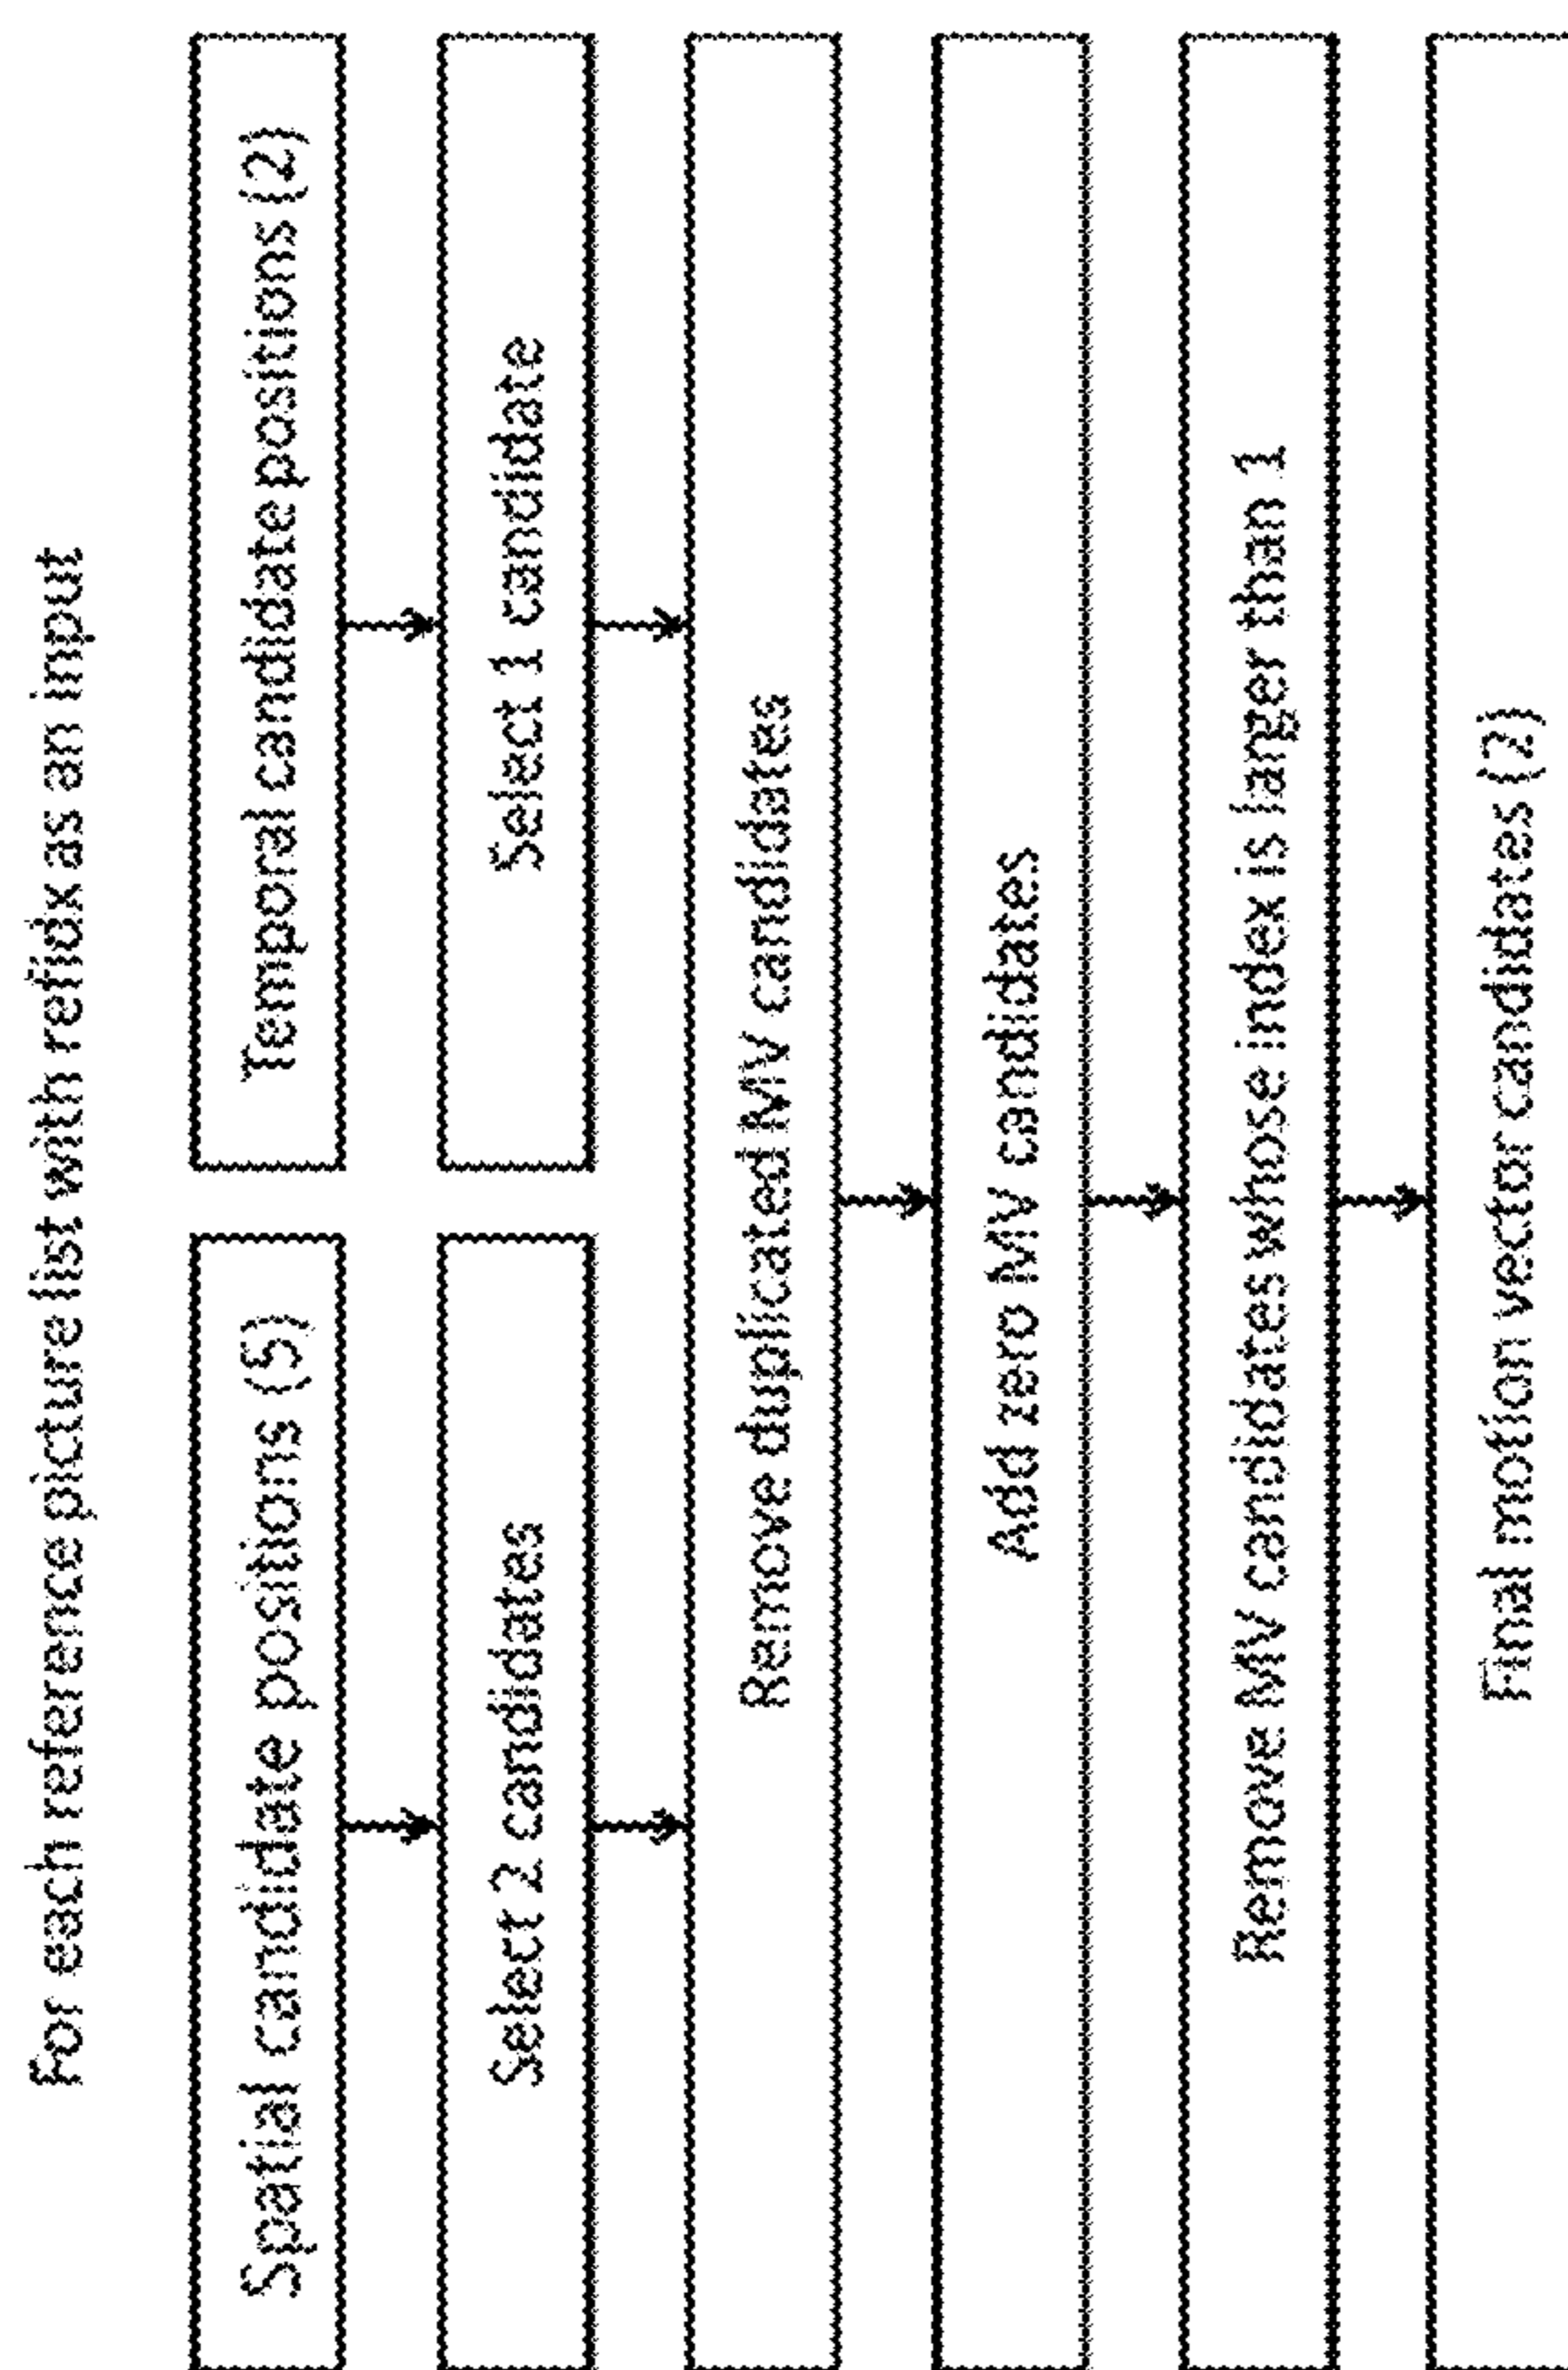 For each reference picture list with refidx as an input
Spatial candidate positions (5)
Temporal candidate positions (2)
Select 2 candidates
Select 1 candidate
Remove duplicated MV candidates
Add zero MV candidates
Remove MV candidates whose index is larger than 1
Final motion vector candidates (2)